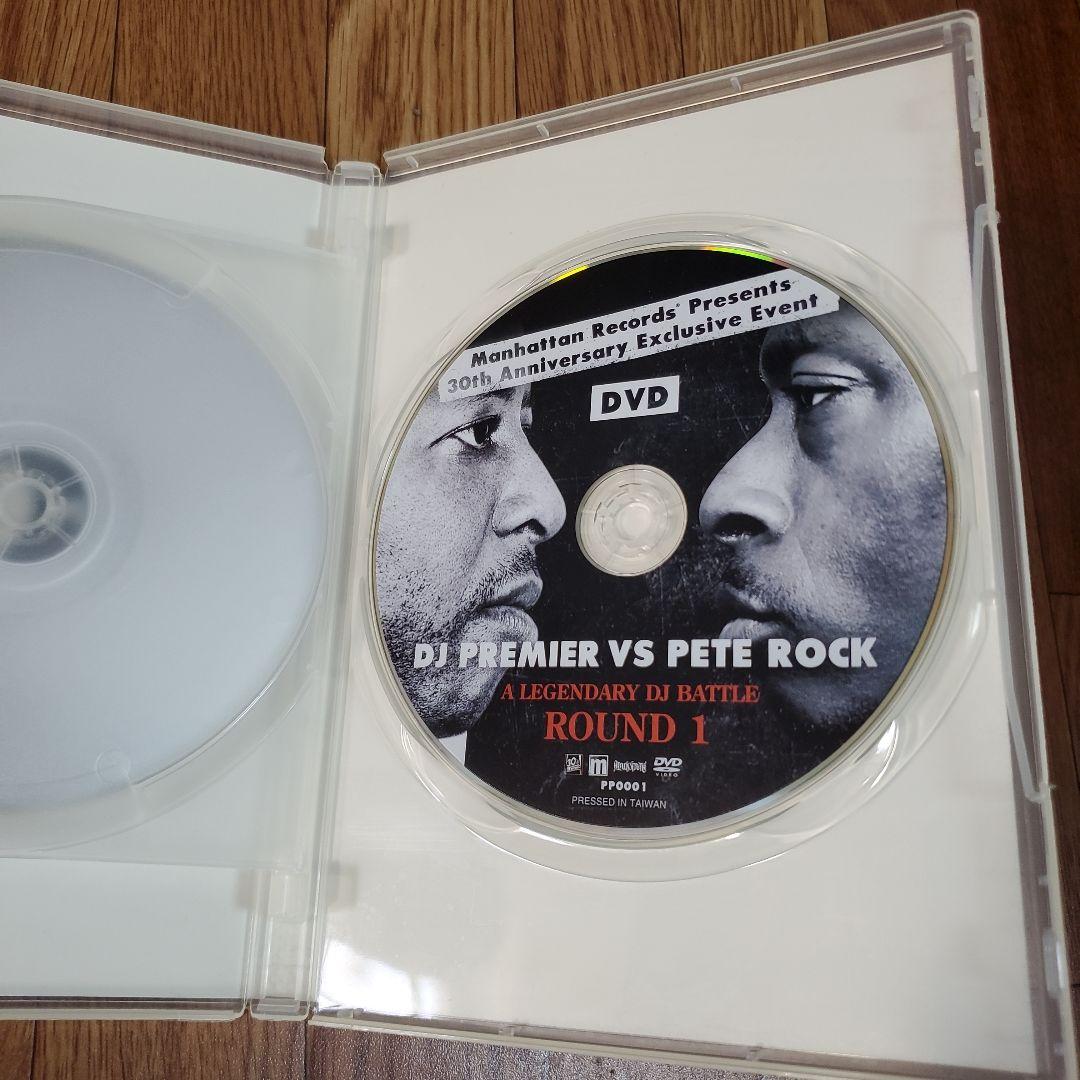 Manhattan Records® Presents
30th Anniversary Exclusive Event
DVD
DJ PREMIER VS PETE ROCK
A LEGENDARY DJ BATTLE
ROUND 1
m
DVD
VIDEO
PP0001
PRESSED IN TAIWAN